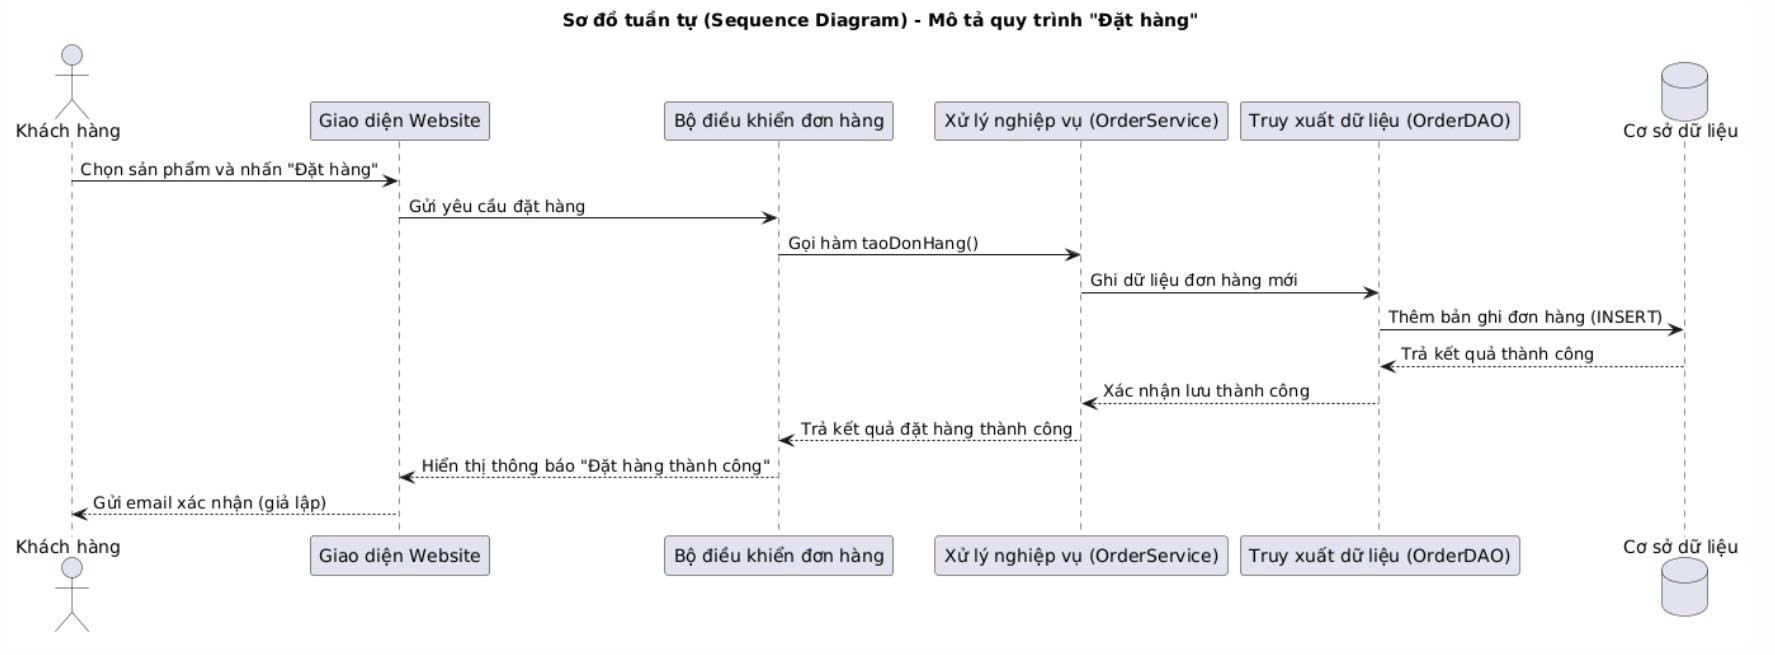 Sơ đồ tuần tự (Sequence Diagram) - Mô tả quy trình "Đặt hàng"
Khách hàng
Giao diện Website
Bộ điều khiển đơn hàng
Xử lý nghiệp vụ (OrderService)
Truy xuất dữ liệu (OrderDAO)
Cơ sở dữ liệu
Chọn sản phẩm và nhấn "Đặt hàng"
Gửi yêu cầu đặt hàng
Gọi hàm taoDonHang()
Ghi dữ liệu đơn hàng mới
Thêm bản ghi đơn hàng (INSERT)
Trả kết quả thành công
Xác nhận lưu thành công
Trả kết quả đặt hàng thành công
Hiển thị thông báo "Đặt hàng thành công"
Gửi email xác nhận (giả lập)
Khách hàng
Giao diện Website
Bộ điều khiển đơn hàng
Xử lý nghiệp vụ (OrderService)
Truy xuất dữ liệu (OrderDAO)
Cơ sở dữ liệu